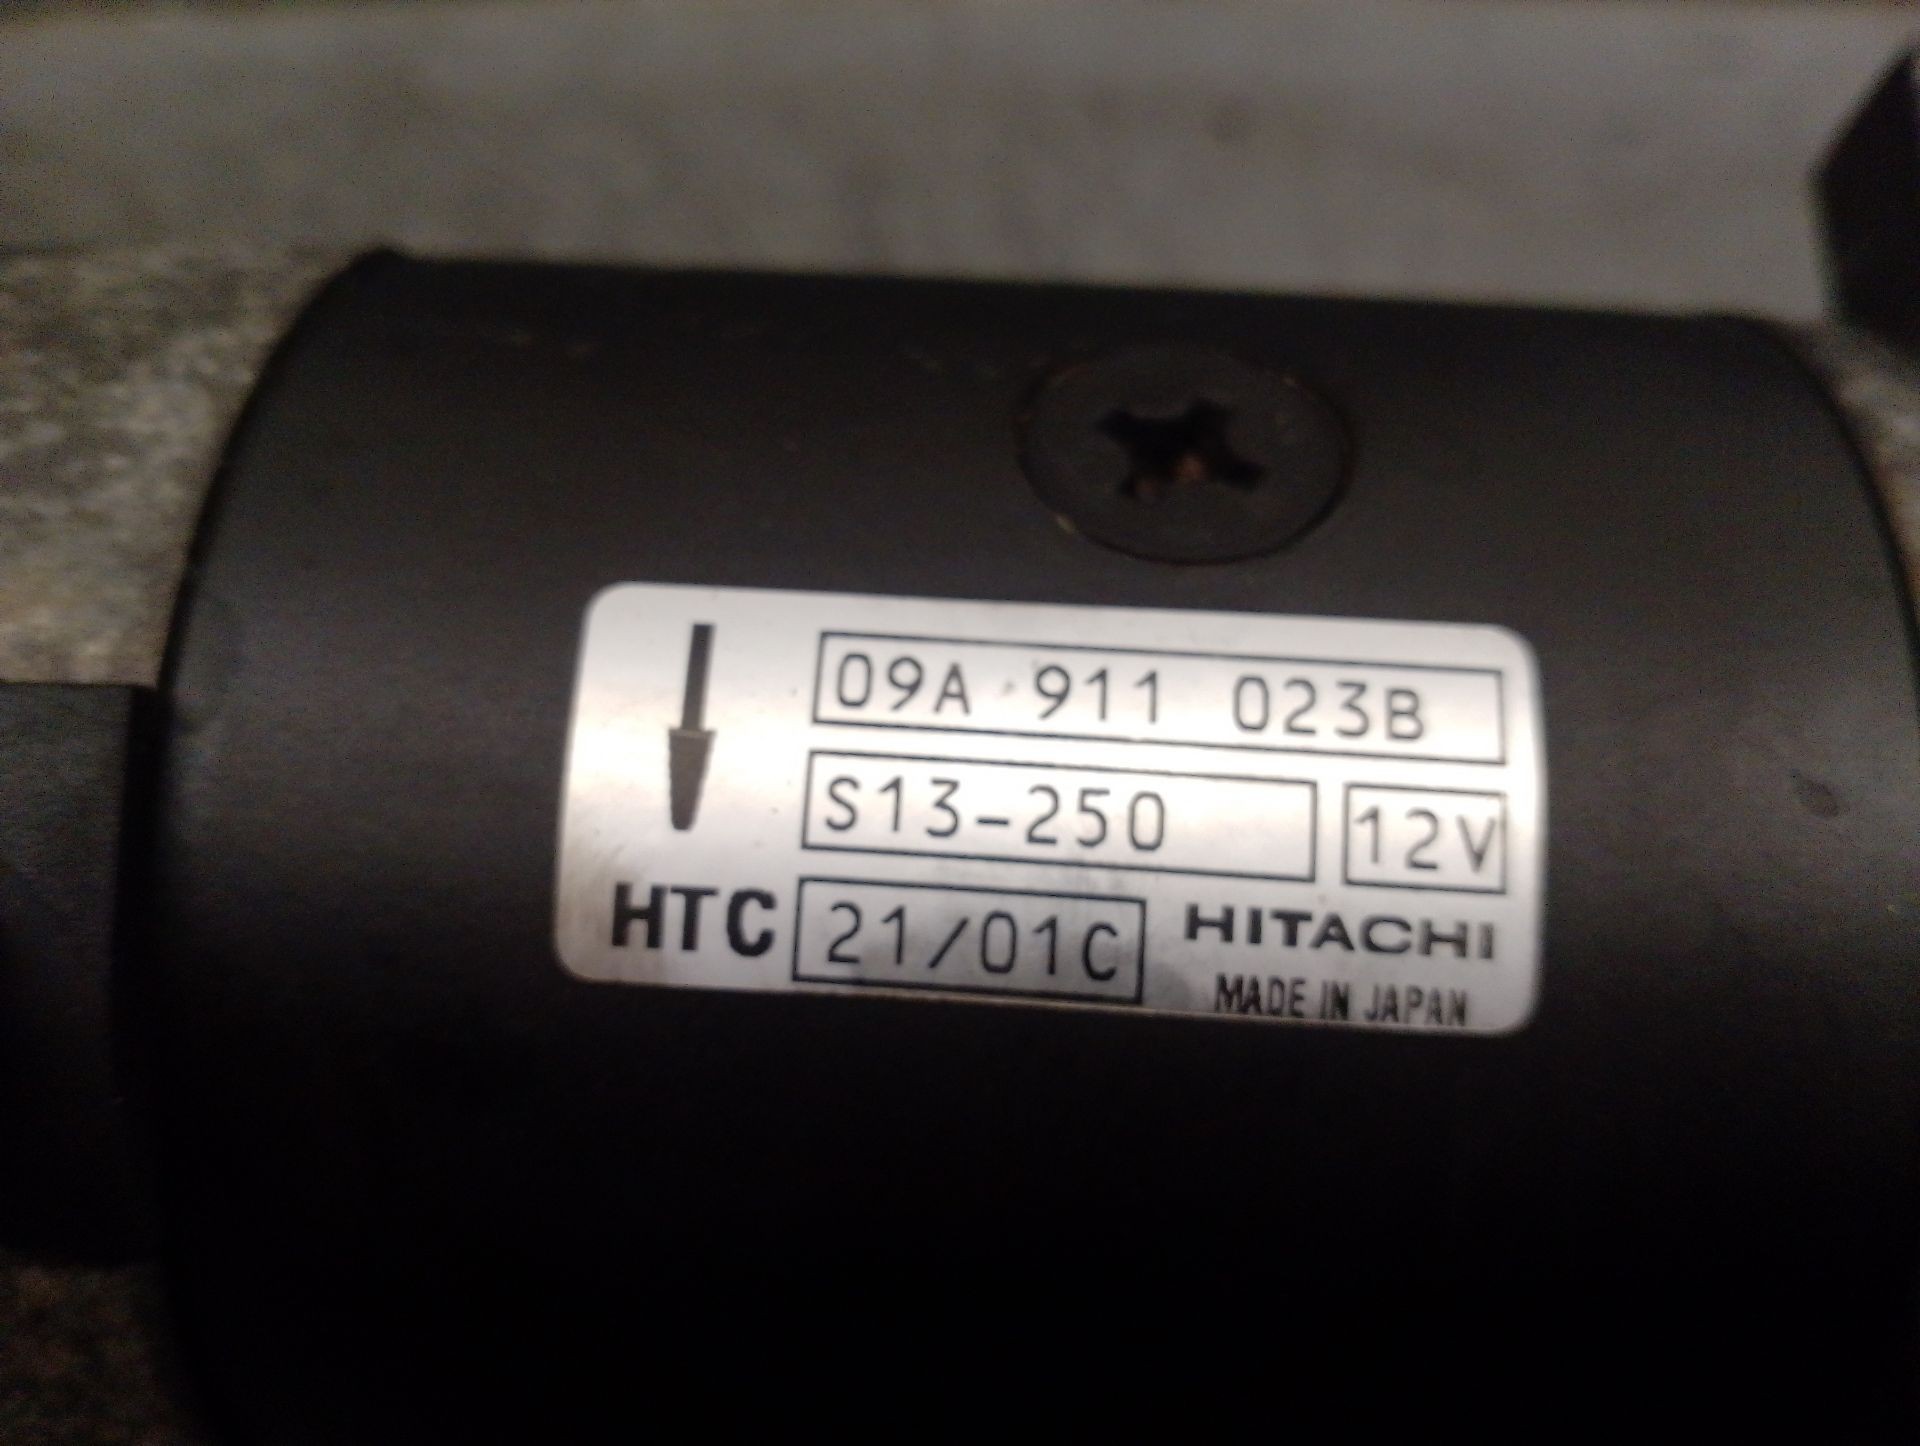 09A 911 023B
S13-250 12V
HTC 21/01C HITACHI
MADE IN JAPAN